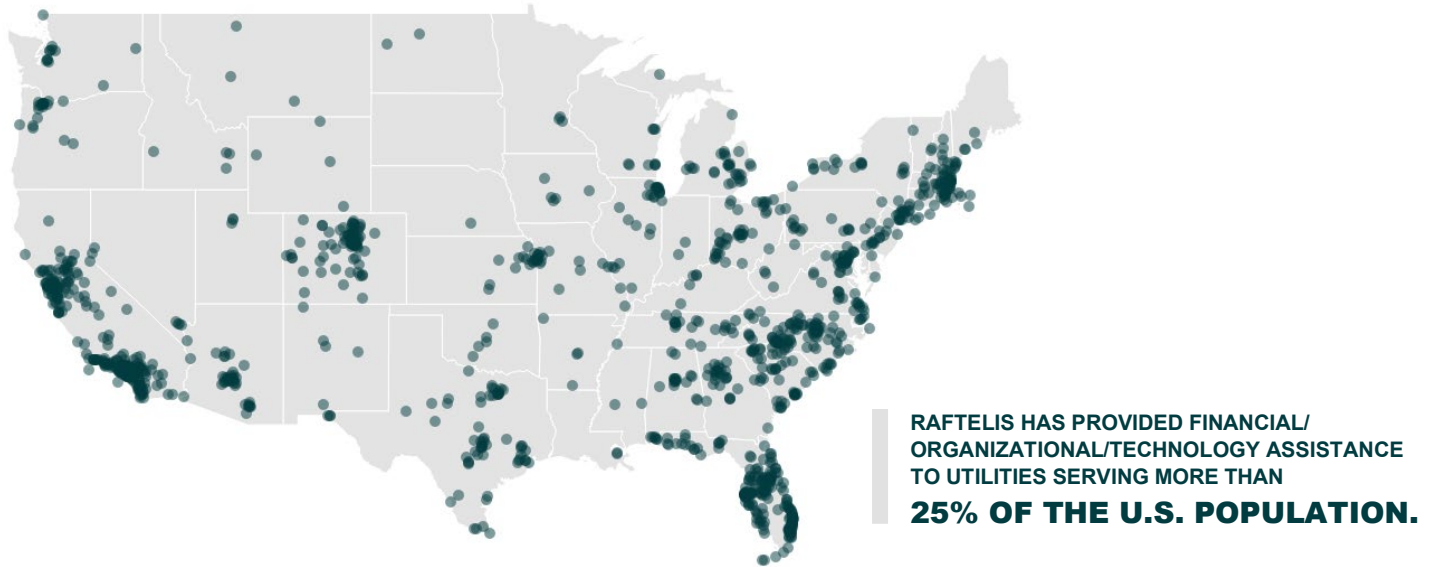 RAFTELIS HAS PROVIDED FINANCIAL/
ORGANIZATIONAL/TECHNOLOGY ASSISTANCE
TO UTILITIES SERVING MORE THAN
25% OF THE U.S. POPULATION.